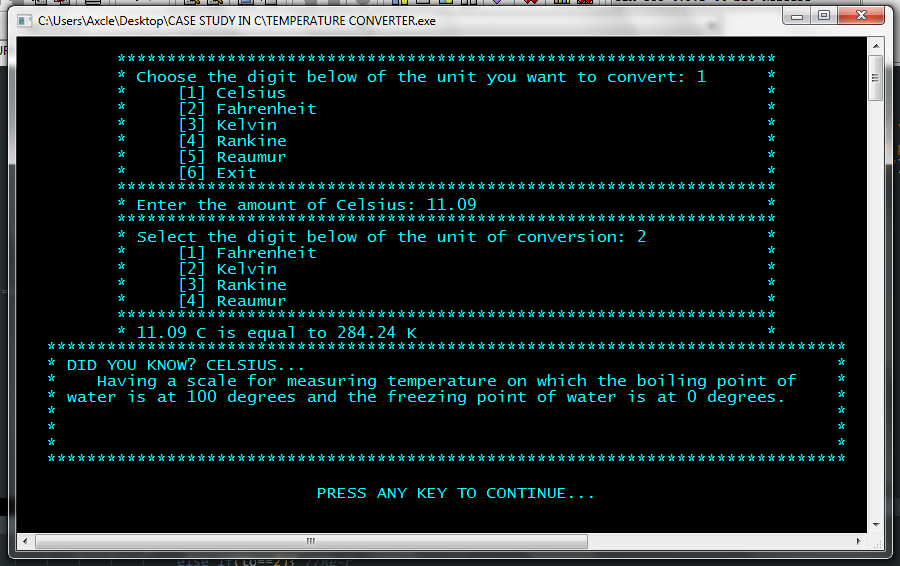 C:\Users\Axcle\Desktop\CASE STUDY IN C\TEMPERATURE CONVERTER.exe
*******************************************************************
* Choose the digit below of the unit you want to convert: 1 *
* [1] Celsius *
* [2] Fahrenheit *
* [3] Kelvin *
* [4] Rankine *
* [5] Reaumur *
* [6] Exit *
*******************************************************************
* Enter the amount of Celsius: 11.09 *
*******************************************************************
* Select the digit below of the unit of conversion: 2 *
* [1] Fahrenheit *
* [2] Kelvin *
* [3] Rankine *
* [4] Reaumur *
*******************************************************************
* 11.09 C is equal to 284.24 K *
********************************************************************************
* DID YOU KNOW? CELSIUS... *
* Having a scale for measuring temperature on which the boiling point of *
* water is at 100 degrees and the freezing point of water is at 0 degrees. *
* *
* *
* *
********************************************************************************
PRESS ANY KEY TO CONTINUE...